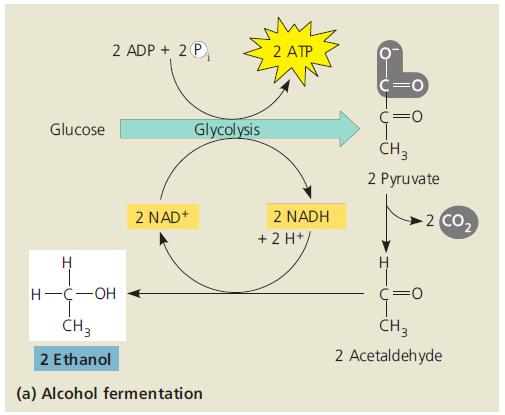 2 ADP + 2 Pi
2 ATP
O⁻
C=O
C=O
CH₃
Glucose
Glycolysis
2 Pyruvate
2 NAD⁺
2 NADH
+ 2 H⁺
2 CO₂
H
H—C—OH
CH₃
2 Ethanol
H
C=O
CH₃
2 Acetaldehyde
(a) Alcohol fermentation